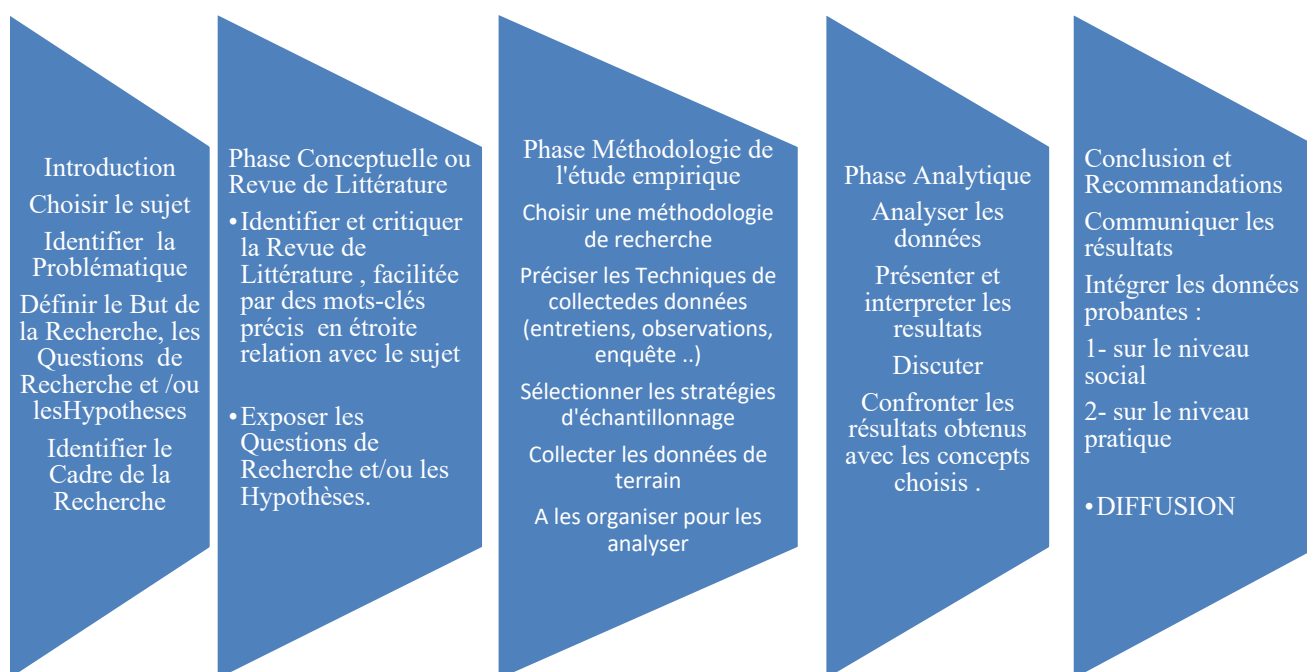 Introduction
Choisir le sujet
Identifier la
Problématique
Définir le But de
la Recherche, les
Questions de
Recherche et /ou
lesHypotheses
Identifier le
Cadre de la
Recherche
Phase Conceptuelle ou
Revue de Littérature
•Identifier et critiquer
la Revue de
Littérature , facilitée
par des mots-clés
précis en étroite
relation avec le sujet
•Exposer les
Questions de
Recherche et/ou les
Hypothèses.
Phase Méthodologie de
l'étude empirique
Choisir une méthodologie
de recherche
Préciser les Techniques de
collectedes données
(entretiens, observations,
enquête ..)
Sélectionner les stratégies
d'échantillonnage
Collecter les données de
terrain
A les organiser pour les
analyser
Phase Analytique
Analyser les
données
Présenter et
interpreter les
resultats
Discuter
Confronter les
résultats obtenus
avec les concepts
choisis .
Conclusion et
Recommandations
Communiquer les
résultats
Intégrer les données
probantes :
1- sur le niveau
social
2- sur le niveau
pratique
•DIFFUSION